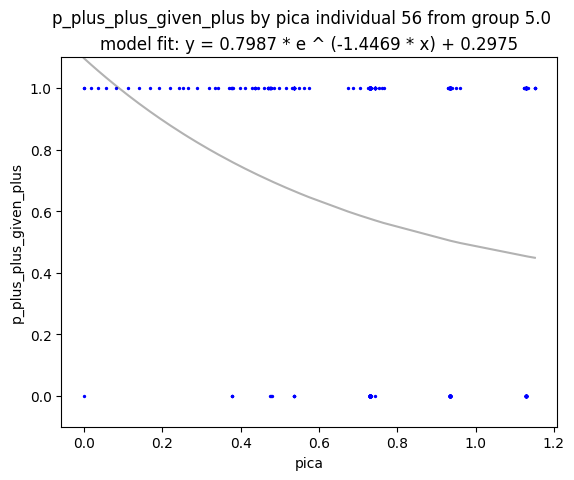 p_plus_plus_given_plus by pica individual 56 from group 5.0
model fit: y = 0.7987 * e ^ (-1.4469 * x) + 0.2975
p_plus_plus_given_plus
1.0
0.8
0.6
0.4
0.2
0.0
0.0 0.2 0.4 0.6 0.8 1.0 1.2
pica